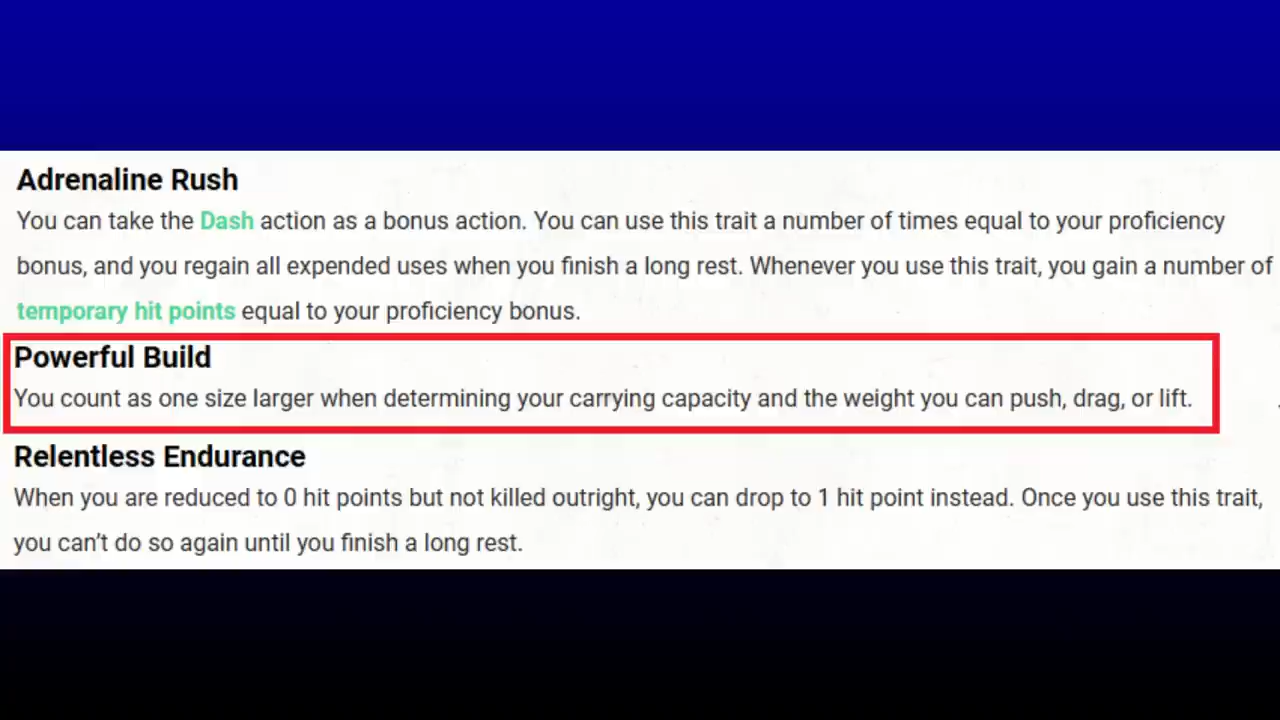 Adrenaline Rush
You can take the Dash action as a bonus action. You can use this trait a number of times equal to your proficiency
bonus, and you regain all expended uses when you finish a long rest. Whenever you use this trait, you gain a number of
temporary hit points equal to your proficiency bonus.
Powerful Build
You count as one size larger when determining your carrying capacity and the weight you can push, drag, or lift.
Relentless Endurance
When you are reduced to 0 hit points but not killed outright, you can drop to 1 hit point instead. Once you use this trait,
you can’t do so again until you finish a long rest.